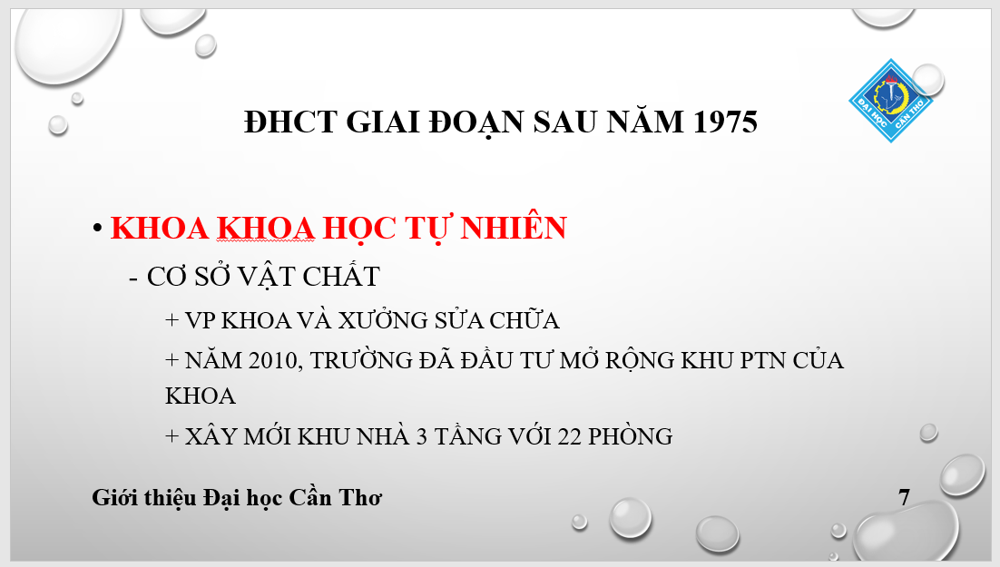 ĐHCT GIAI ĐOẠN SAU NĂM 1975
ĐẠI HỌC CẦN THƠ
• KHOA KHOA HỌC TỰ NHIÊN
- CƠ SỞ VẬT CHẤT
+ VP KHOA VÀ XƯỞNG SỬA CHỮA
+ NĂM 2010, TRƯỜNG ĐÃ ĐẦU TƯ MỞ RỘNG KHU PTN CỦA
KHOA
+ XÂY MỚI KHU NHÀ 3 TẦNG VỚI 22 PHÒNG
Giới thiệu Đại học Cần Thơ
7